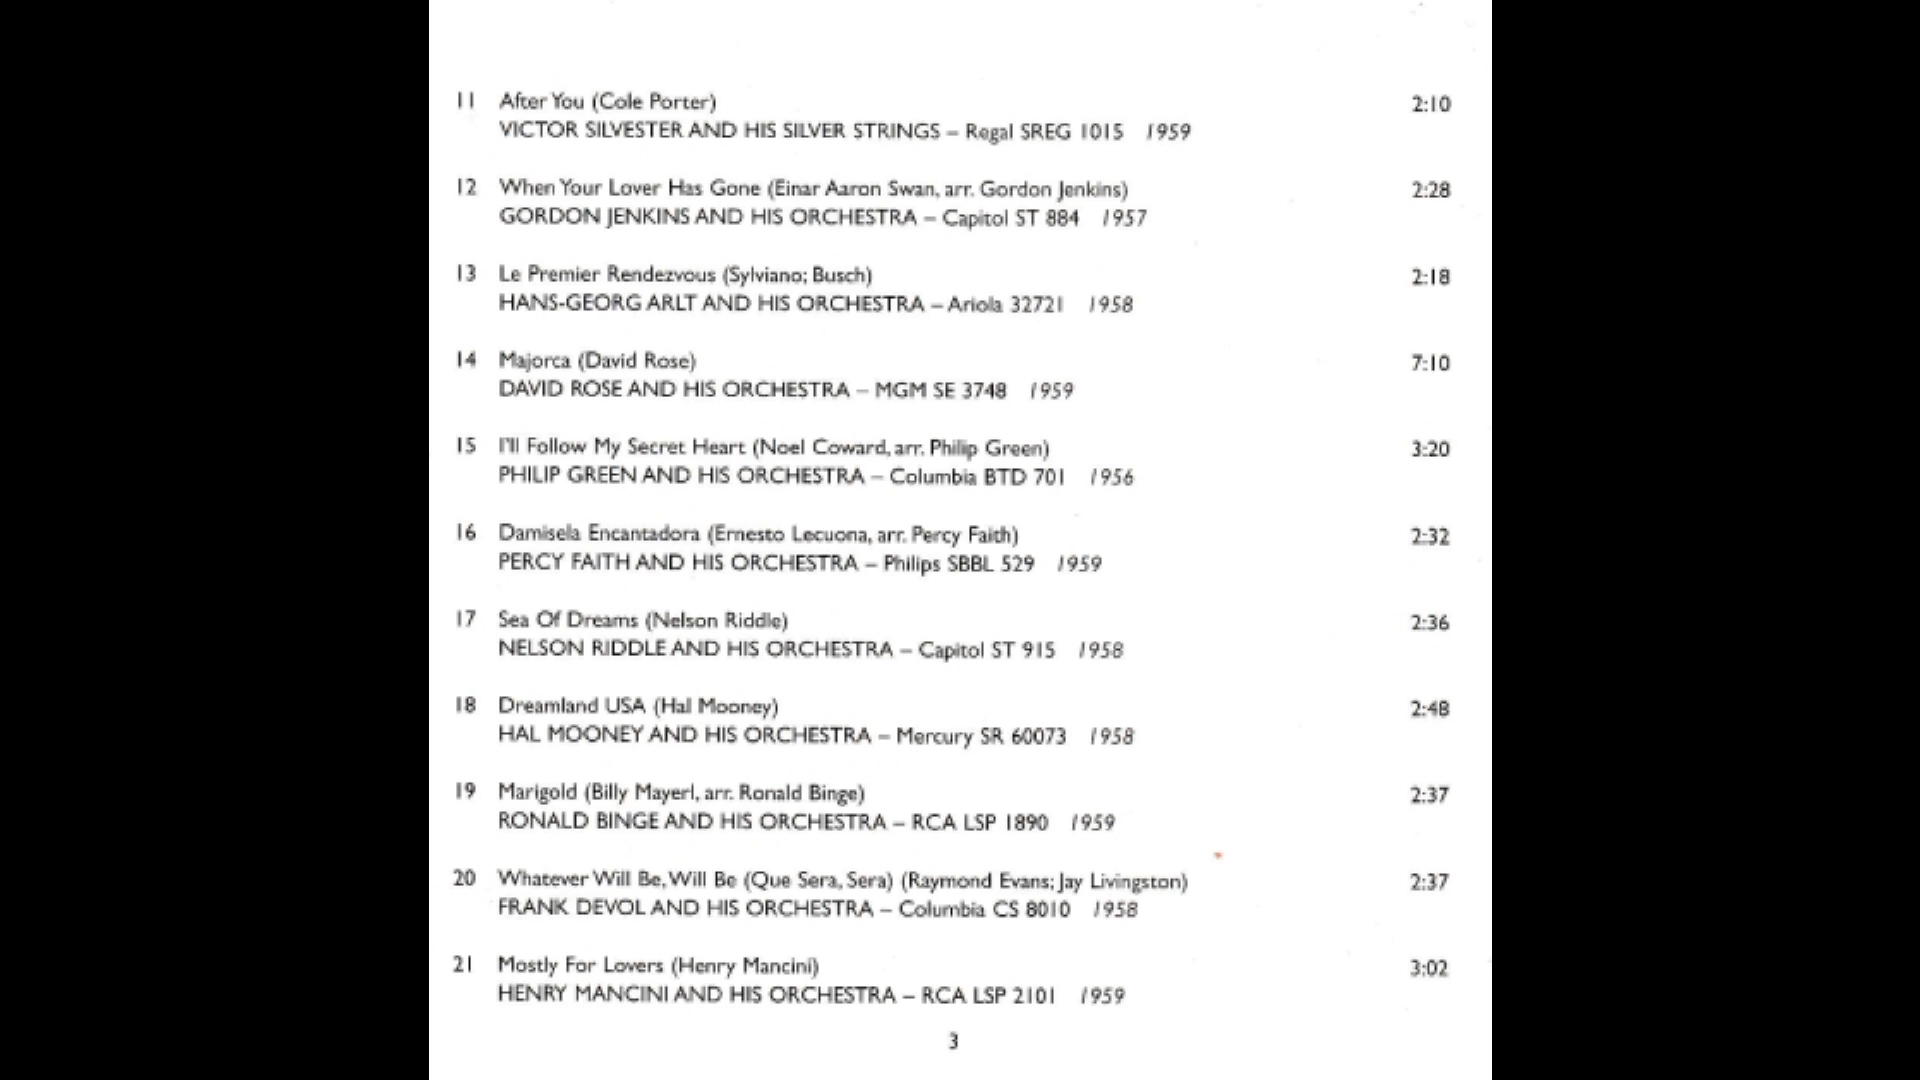 11 After You (Cole Porter) 2:10
VICTOR SILVESTER AND HIS SILVER STRINGS – Regal SREG 1015 1959
12 When Your Lover Has Gone (Einar Aaron Swan, arr. Gordon Jenkins) 2:28
GORDON JENKINS AND HIS ORCHESTRA – Capitol ST 884 1957
13 Le Premier Rendezvous (Sylviano; Busch) 2:18
HANS-GEORG ARLT AND HIS ORCHESTRA – Ariola 32721 1958
14 Majorca (David Rose) 7:10
DAVID ROSE AND HIS ORCHESTRA – MGM SE 3748 1959
15 I'll Follow My Secret Heart (Noel Coward, arr. Philip Green) 3:20
PHILIP GREEN AND HIS ORCHESTRA – Columbia BTD 701 1956
16 Damisela Encantadora (Ernesto Lecuona, arr. Percy Faith) 2:32
PERCY FAITH AND HIS ORCHESTRA – Philips SBBL 529 1959
17 Sea Of Dreams (Nelson Riddle) 2:36
NELSON RIDDLE AND HIS ORCHESTRA – Capitol ST 915 1958
18 Dreamland USA (Hal Mooney) 2:48
HAL MOONEY AND HIS ORCHESTRA – Mercury SR 60073 1958
19 Marigold (Billy Mayerl, arr. Ronald Binge) 2:37
RONALD BINGE AND HIS ORCHESTRA – RCA LSP 1890 1959
20 Whatever Will Be, Will Be (Que Sera, Sera) (Raymond Evans; Jay Livingston) 2:37
FRANK DEVOL AND HIS ORCHESTRA – Columbia CS 8010 1958
21 Mostly For Lovers (Henry Mancini) 3:02
HENRY MANCINI AND HIS ORCHESTRA – RCA LSP 2101 1959
3